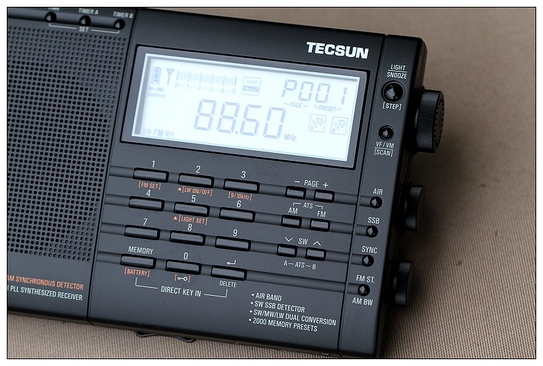 TIMER A
TIMER B
SET
TECSUN
LIGHT
SNOOZE
[STEP]
P001
PAGE PRESET
88.60 MHz
VF/VM
[SCAN]
1 2 3
[FM SET] [LW ON/OFF] [9/10kHz]
- PAGE +
AIR
4 5 6
ATS
AM FM
[LIGHT SET]
SSB
7 8 9
SW
A—ATS—B
SYNC
MEMORY 0
[BATTERY] DELETE
DIRECT KEY IN
FM ST.
AM BW
AM SYNCHRONOUS DETECTOR
PLL SYNTHESIZED RECEIVER
• AIR BAND
• SW SSB DETECTOR
• SW/MW/LW DUAL CONVERSION
• 2000 MEMORY PRESETS